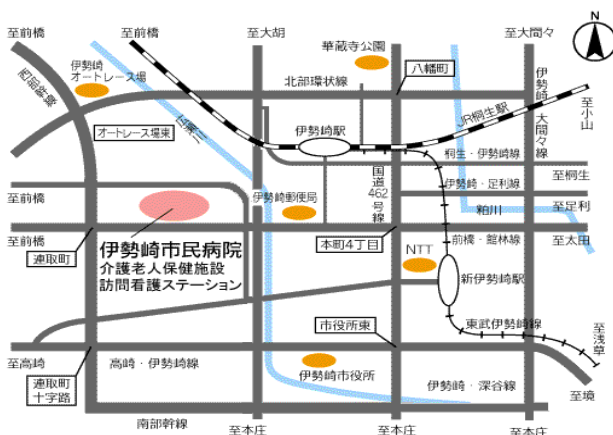 至前橋
至前橋
至大胡
至大間々
N
華蔵寺公園
伊勢崎
オートレース場
西部幹線
北部環状線
八幡町
伊勢崎・大間々線
広瀬川
JR桐生駅
至小山
オートレース場東
伊勢崎駅
国道462号線
桐生・伊勢崎線
至桐生
至前橋
伊勢崎・足利線
伊勢崎郵便局
粕川
至足利
至前橋
連取町
伊勢崎市民病院
介護老人保健施設
訪問看護ステーション
本町4丁目
前橋・館林線
至太田
NTT
新伊勢崎駅
市役所東
東武伊勢崎線
至浅草
至高崎
高崎・伊勢崎線
伊勢崎市役所
連取町
十字路
伊勢崎・深谷線
至境
南部幹線
至本庄
至本庄
至本庄